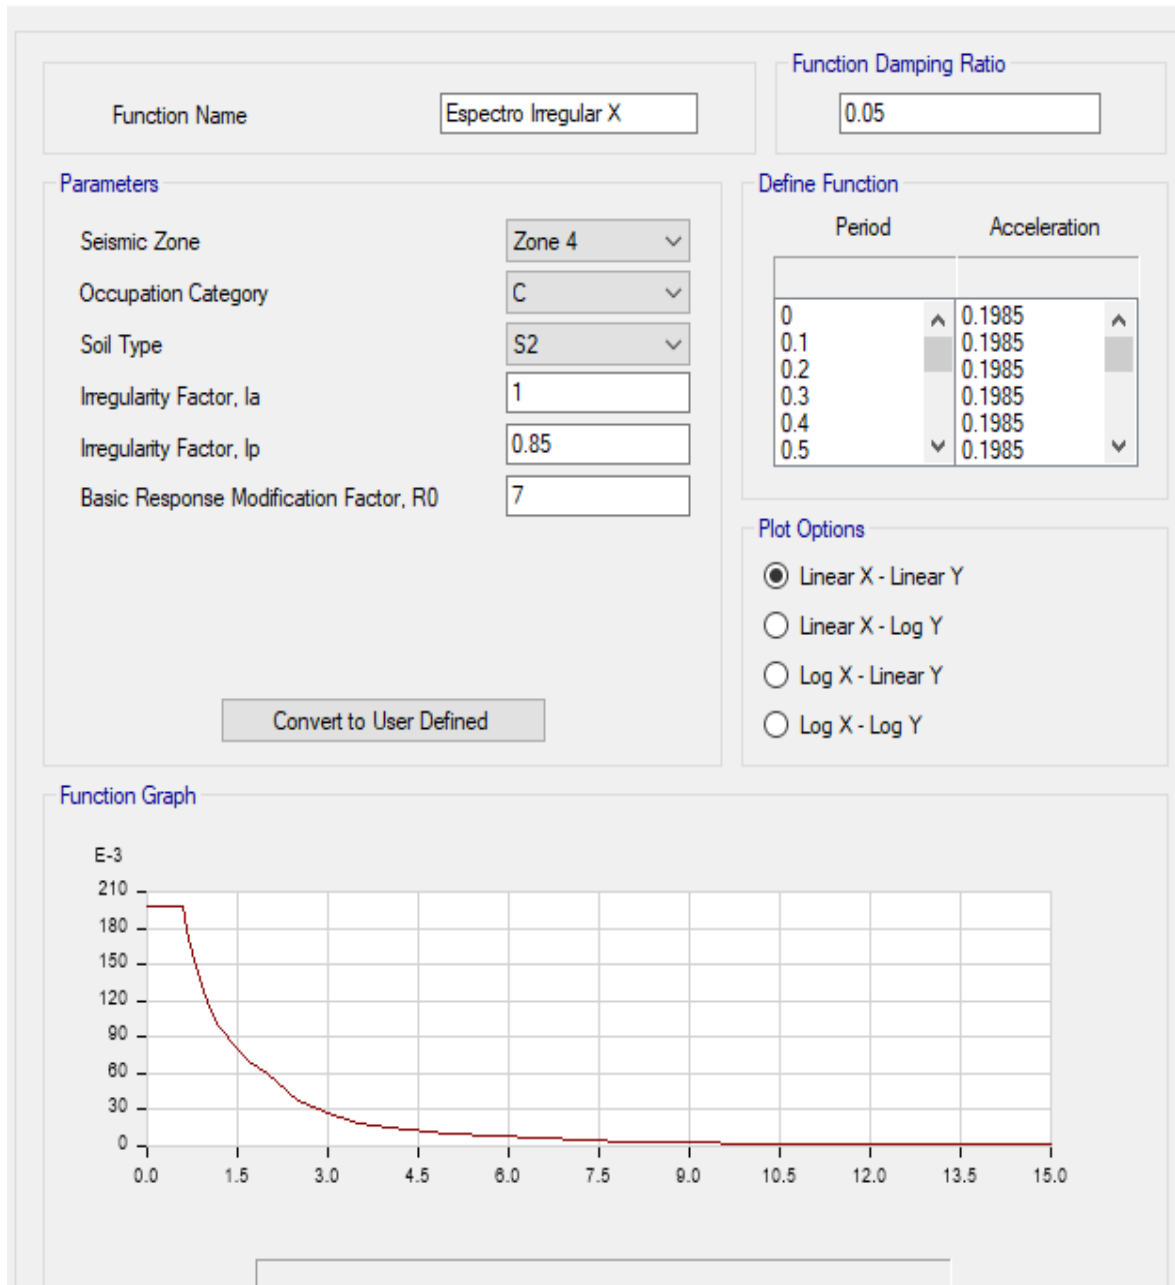 Function Damping Ratio
Function Name Espectro Irregular X 0.05
Parameters
Seismic Zone Zone 4
Occupation Category C
Soil Type S2
Irregularity Factor, Ia 1
Irregularity Factor, Ip 0.85
Basic Response Modification Factor, R0 7
Convert to User Defined
Define Function
Period Acceleration
0 0.1985
0.1 0.1985
0.2 0.1985
0.3 0.1985
0.4 0.1985
0.5 0.1985
Plot Options
Linear X - Linear Y
Linear X - Log Y
Log X - Linear Y
Log X - Log Y
Function Graph
E-3
210
180
150
120
90
60
30
0
0.0 1.5 3.0 4.5 6.0 7.5 9.0 10.5 12.0 13.5 15.0